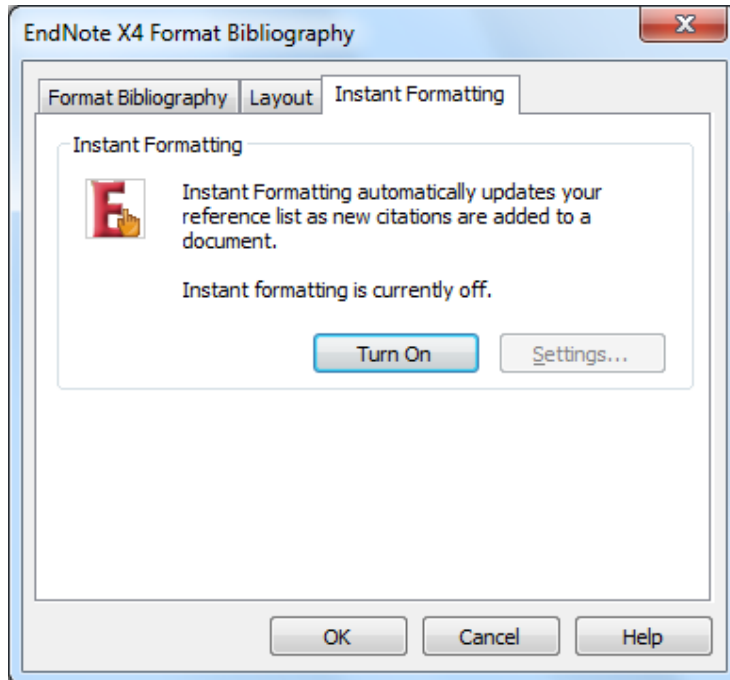 EndNote X4 Format Bibliography
Format Bibliography
Layout
Instant Formatting
Instant Formatting
Instant Formatting automatically updates your
reference list as new citations are added to a
document.
Instant formatting is currently off.
Turn On
Settings...
OK
Cancel
Help